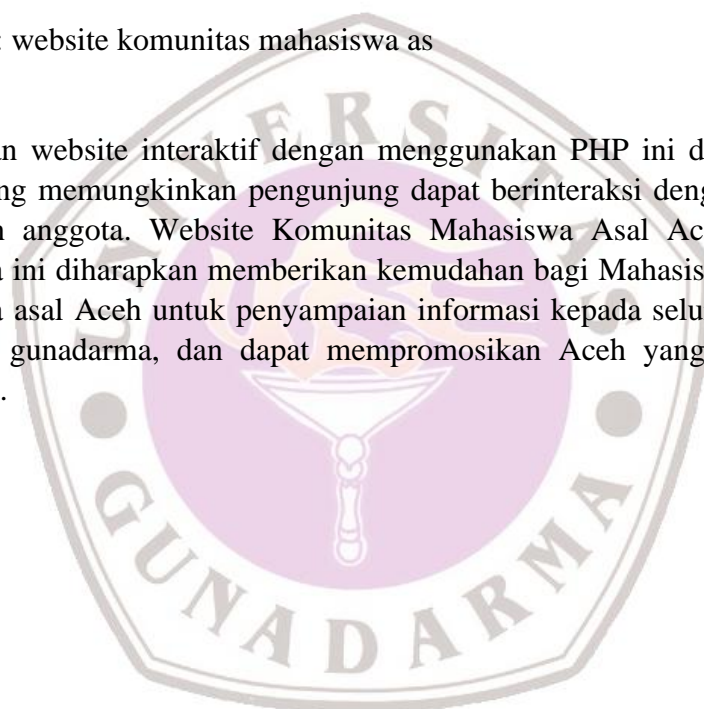 : website komunitas mahasiswa as
an website interaktif dengan menggunakan PHP ini d
ng memungkinkan pengunjung dapat berinteraksi deng
n anggota. Website Komunitas Mahasiswa Asal Ac
a ini diharapkan memberikan kemudahan bagi Mahasis
a asal Aceh untuk penyampaian informasi kepada selu
gunadarma, dan dapat mempromosikan Aceh yang
.
UNIVERSITAS
GUNADARMA